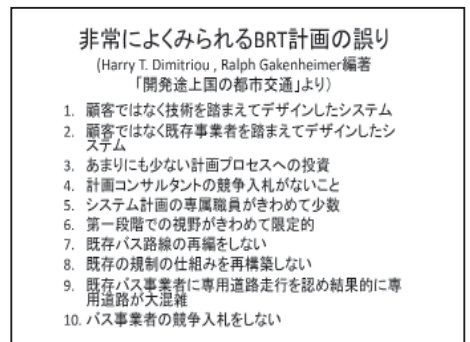 非常によくみられるBRT計画の誤り
(Harry T. Dimitriou , Ralph Gakenheimer編著
「開発途上国の都市交通」より)
1. 顧客ではなく技術を踏まえてデザインしたシステム
2. 顧客ではなく既存事業者を踏まえてデザインしたシ
ステム
3. あまりにも少ない計画プロセスへの投資
4. 計画コンサルタントの競争入札がないこと
5. システム計画の専属職員がきわめて少数
6. 第一段階での視野がきわめて限定的
7. 既存バス路線の再編をしない
8. 既存の規制の仕組みを再構築しない
9. 既存バス事業者に専用道路走行を認め結果的に専
用道路が大混雑
10. バス事業者の競争入札をしない